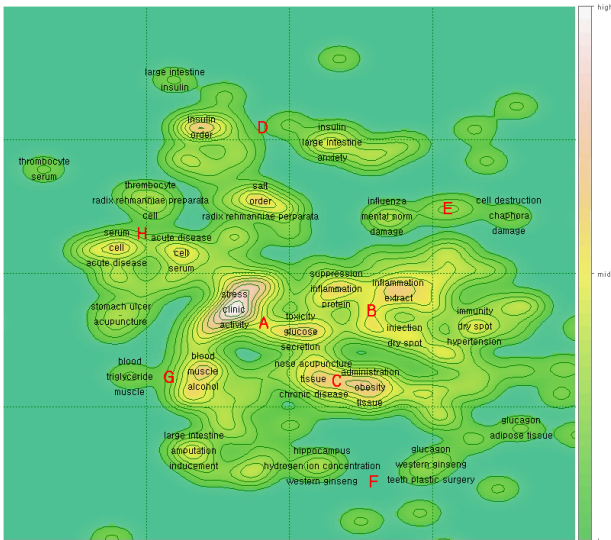 high
large intestine
insulin
insulin
order
D
insulin
large intestine
anxiety
thrombocyte
serum
thrombocyte
radix rehmanniae preparata
cell
salt
order
radix rehmanniae perparata
influenza
mental norm
damage
E
cell destruction
chaphora
damage
H
serum
cell
acute disease
acute disease
cell
serum
mid
suppression
inflamation
protein
inflammation
extract
B
stress
clinic
activity
A
toxicity
glucose
secretion
injection
dry spot
immunity
dry spot
hypertension
stomach ulcer
acupuncture
blood
triglyceride
muscle
G
blood
muscle
alcohol
nose acupuncture
tissue
chronic disease
C
administration
obesity
tissue
large intestine
amputation
inducement
hippocampus
hydrogen ion concentration
western ginseng
F
glucagon
western ginseng
teeth plastic surgery
glucagon
adipose tissue